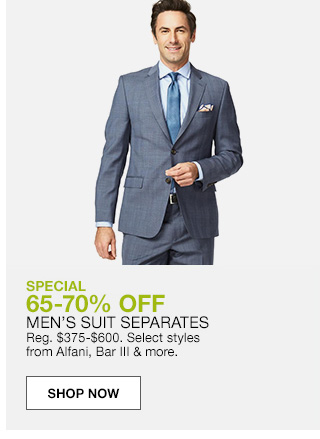 SPECIAL
65-70% OFF
MEN'S SUIT SEPARATES
Reg. $375-$600. Select styles
from Alfani, Bar III & more.
SHOP NOW